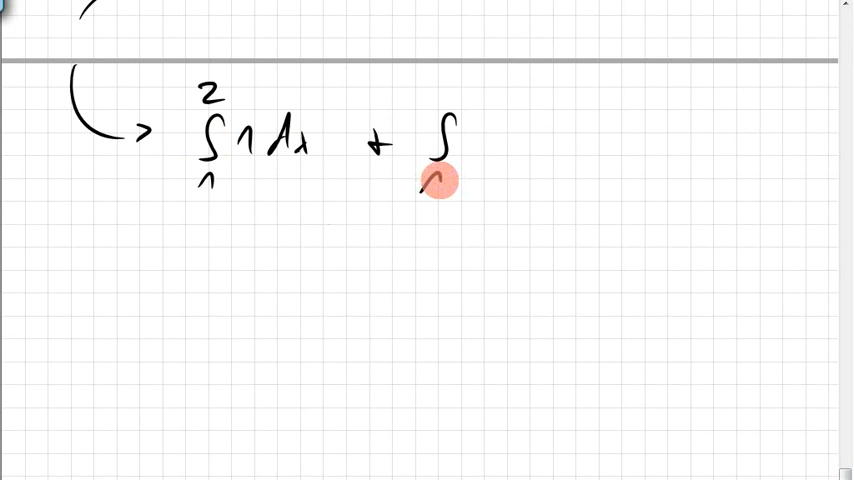 ∫₁² 1 dx + ∫₁